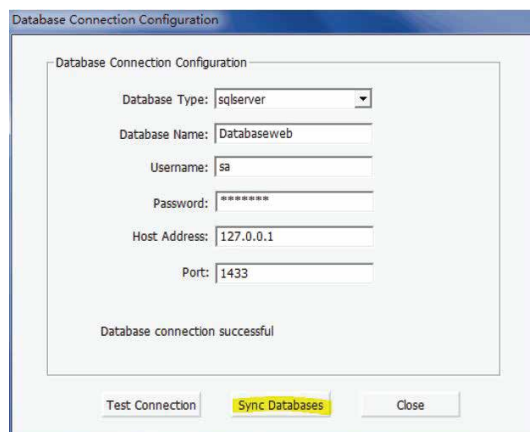 Database Connection Configuration
Database Connection Configuration
Database Type: sqlserver
Database Name: Databaseweb
Username: sa
Password: *******
Host Address: 127.0.0.1
Port: 1433
Database connection successful
Test Connection Sync Databases Close